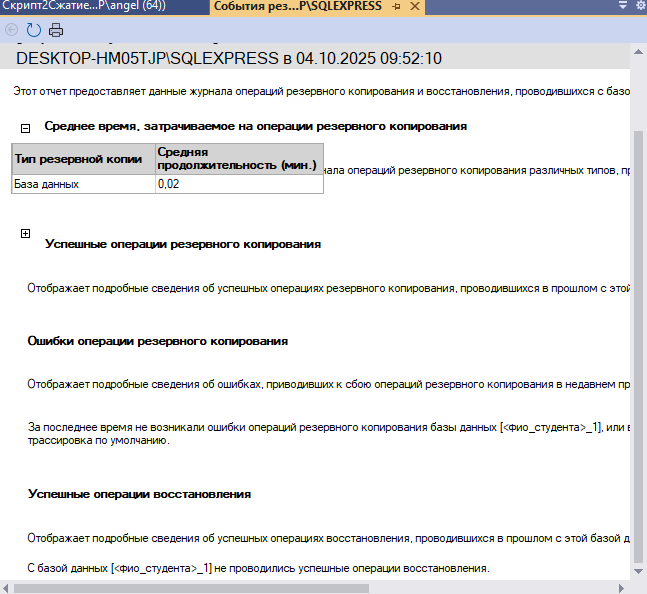 Скрипт2Сжатие...P\angel (64))
События рез...P\SQLEXPRESS
DESKTOP-HM05TJP\SQLEXPRESS в 04.10.2025 09:52:10
Этот отчет предоставляет данные журнала операций резервного копирования и восстановления, проводившихся с базо
Среднее время, затрачиваемое на операции резервного копирования
Тип резервной копии
Средняя
продолжительность (мин.)
нала операций резервного копирования различных типов, пр
База данных
0,02
Успешные операции резервного копирования
Отображает подробные сведения об успешных операциях резервного копирования, проводившихся в прошлом с этой
Ошибки операции резервного копирования
Отображает подробные сведения об ошибках, приводивших к сбою операций резервного копирования в недавнем пр
За последнее время не возникали ошибки операций резервного копирования базы данных [<фио_студента>_1], или в
трассировка по умолчанию.
Успешные операции восстановления
Отображает подробные сведения об успешных операциях восстановления, проводившихся в прошлом с этой базой д
С базой данных [<фио_студента>_1] не проводились успешные операции восстановления.